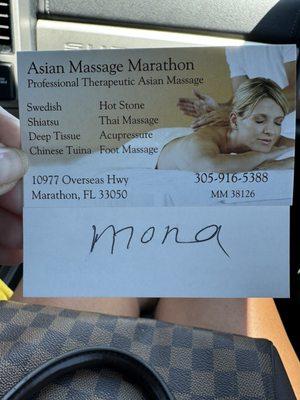 Asian Massage Marathon
Professional Therapeutic Asian Massage
Swedish Hot Stone
Shiatsu Thai Massage
Deep Tissue Acupressure
Chinese Tuina Foot Massage
10977 Overseas Hwy 305-916-5388
Marathon, FL 33050 MM 38126
mona